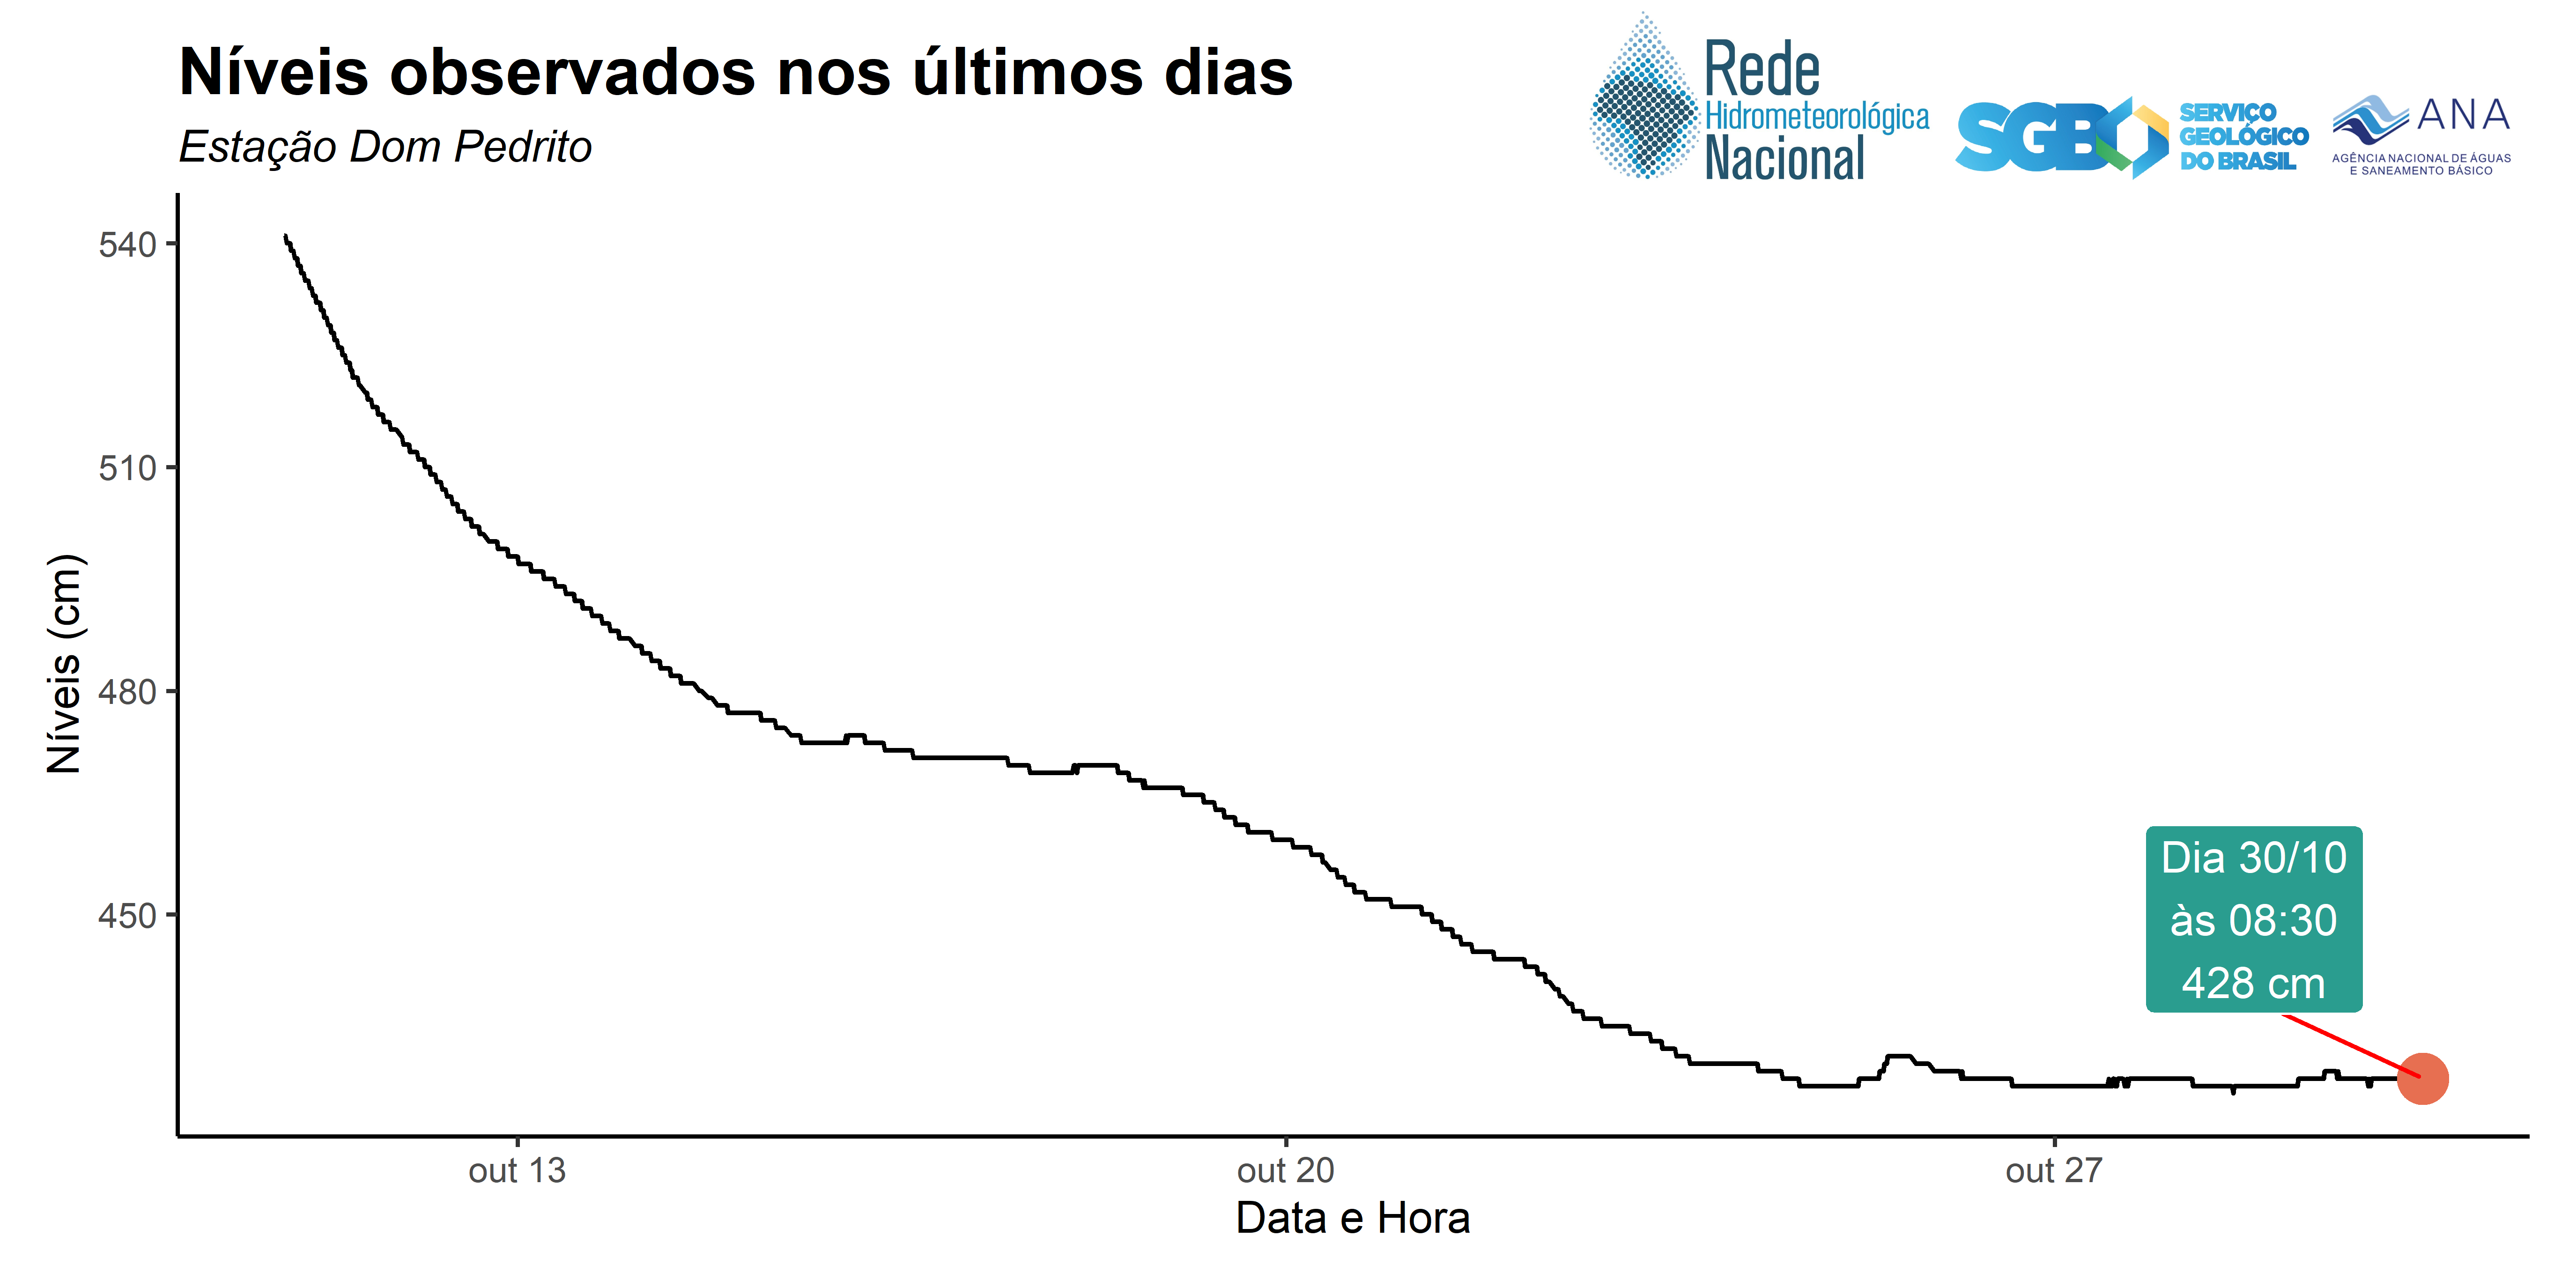 Níveis observados nos últimos dias
Estação Dom Pedrito
Rede
Hidrometeorológica
Nacional
SGB
SERVIÇO
GEOLÓGICO
DO BRASIL
ANA
AGÊNCIA NACIONAL DE ÁGUAS
E SANEAMENTO BÁSICO
Níveis (cm)
540
510
480
450
Dia 30/10
às 08:30
428 cm
out 13
out 20
out 27
Data e Hora